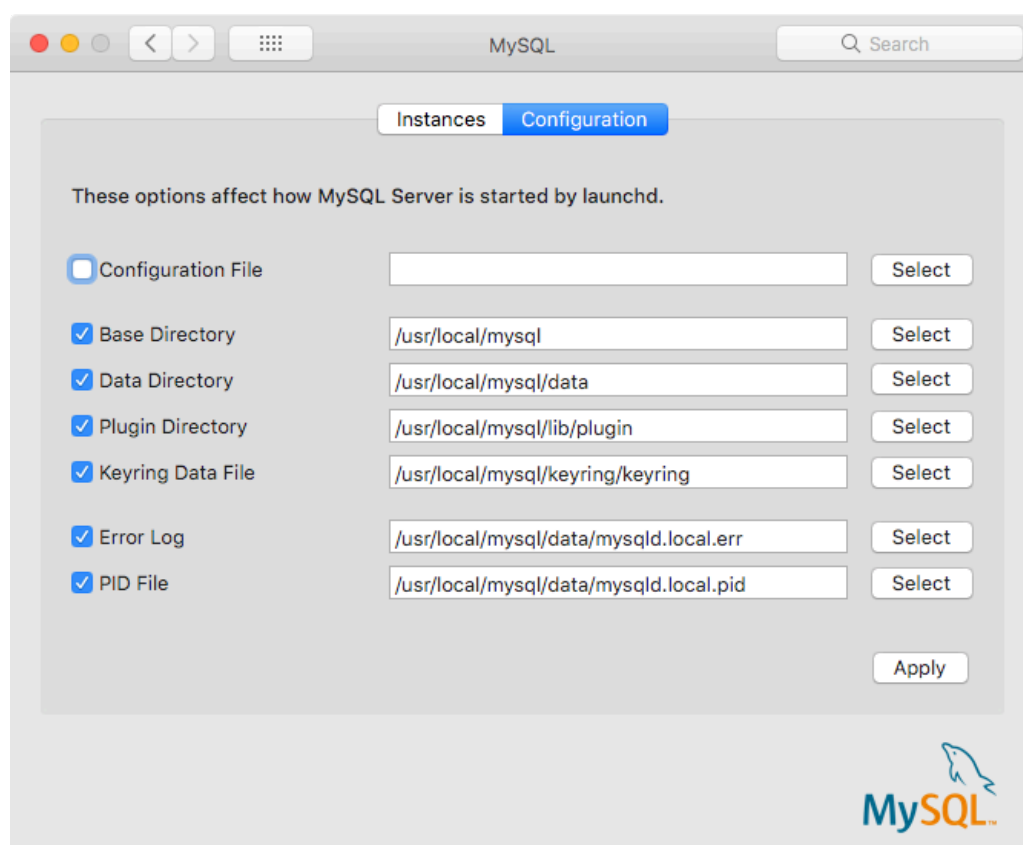 MySQL
Search
Instances
Configuration
These options affect how MySQL Server is started by launchd.
Configuration File
Select
Base Directory
/usr/local/mysql
Select
Data Directory
/usr/local/mysql/data
Select
Plugin Directory
/usr/local/mysql/lib/plugin
Select
Keyring Data File
/usr/local/mysql/keyring/keyring
Select
Error Log
/usr/local/mysql/data/mysqld.local.err
Select
PID File
/usr/local/mysql/data/mysqld.local.pid
Select
Apply
MySQL™